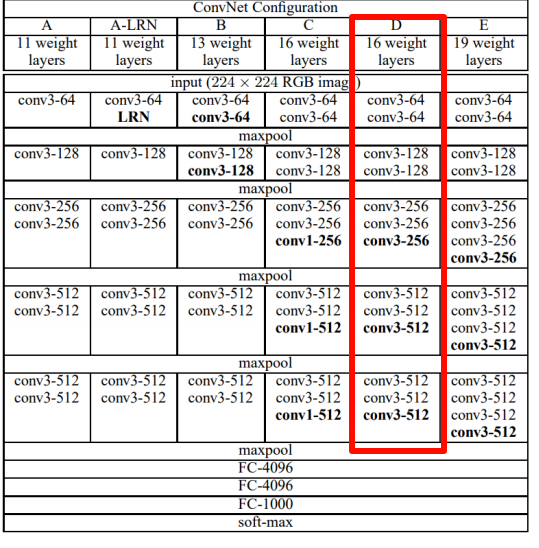 ConvNet Configuration
A A-LRN B C D E
11 weight 11 weight 13 weight 16 weight 16 weight 19 weight
layers layers layers layers layers layers
input (224 × 224 RGB image)
conv3-64 conv3-64 conv3-64 conv3-64 conv3-64 conv3-64
LRN conv3-64 conv3-64 conv3-64 conv3-64
maxpool
conv3-128 conv3-128 conv3-128 conv3-128 conv3-128 conv3-128
conv3-128 conv3-128 conv3-128 conv3-128
maxpool
conv3-256 conv3-256 conv3-256 conv3-256 conv3-256 conv3-256
conv3-256 conv3-256 conv3-256 conv3-256 conv3-256 conv3-256
conv1-256 conv3-256 conv3-256
conv3-256
maxpool
conv3-512 conv3-512 conv3-512 conv3-512 conv3-512 conv3-512
conv3-512 conv3-512 conv3-512 conv3-512 conv3-512 conv3-512
conv1-512 conv3-512 conv3-512
conv3-512
maxpool
conv3-512 conv3-512 conv3-512 conv3-512 conv3-512 conv3-512
conv3-512 conv3-512 conv3-512 conv3-512 conv3-512 conv3-512
conv1-512 conv3-512 conv3-512
conv3-512
maxpool
FC-4096
FC-4096
FC-1000
soft-max